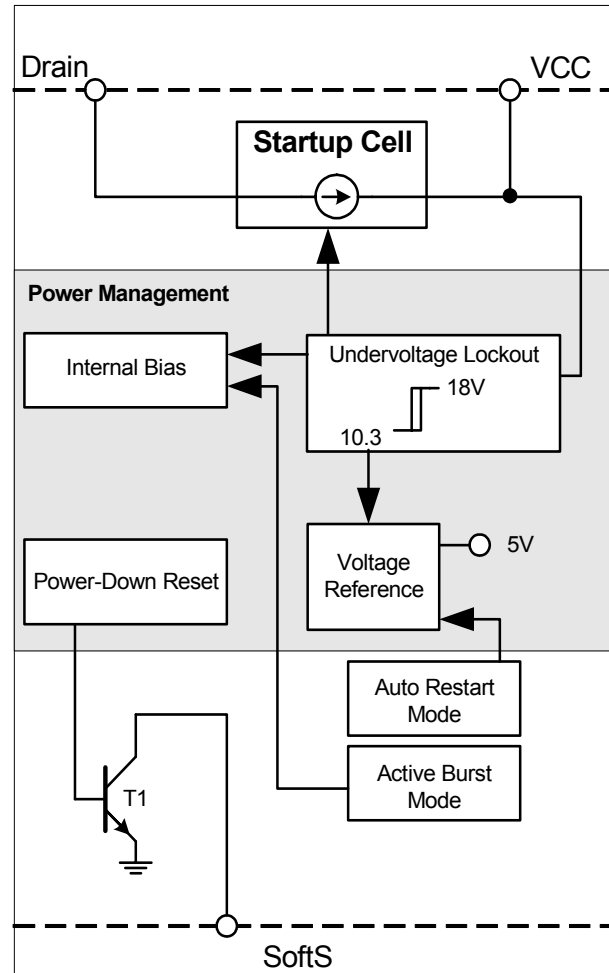 Drain
VCC
Startup Cell
Power Management
Internal Bias
Undervoltage Lockout
18V
10.3
Power-Down Reset
Voltage
Reference
5V
Auto Restart
Mode
Active Burst
Mode
T1
SoftS